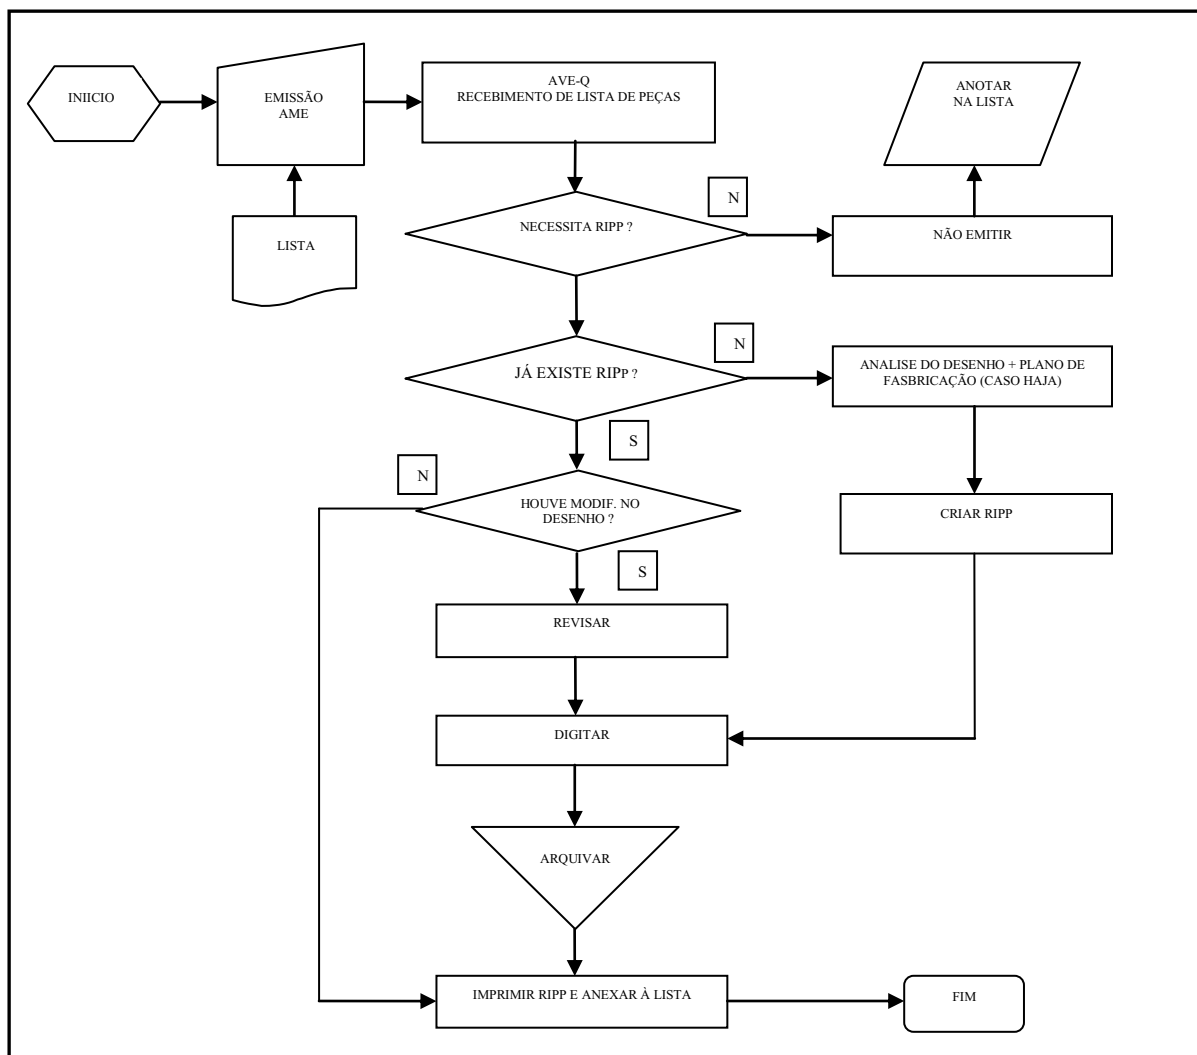 INIICIO
EMISSÃO
AME
AVE-Q
RECEBIMENTO DE LISTA DE PEÇAS
ANOTAR
NA LISTA
LISTA
NECESSITA RIPP ?
N
NÃO EMITIR
JÁ EXISTE RIPP ?
N
ANALISE DO DESENHO + PLANO DE
FASBRICAÇÃO (CASO HAJA)
S
N
HOUVE MODIF. NO
DESENHO ?
CRIAR RIPP
S
REVISAR
DIGITAR
ARQUIVAR
IMPRIMIR RIPP E ANEXAR À LISTA
FIM